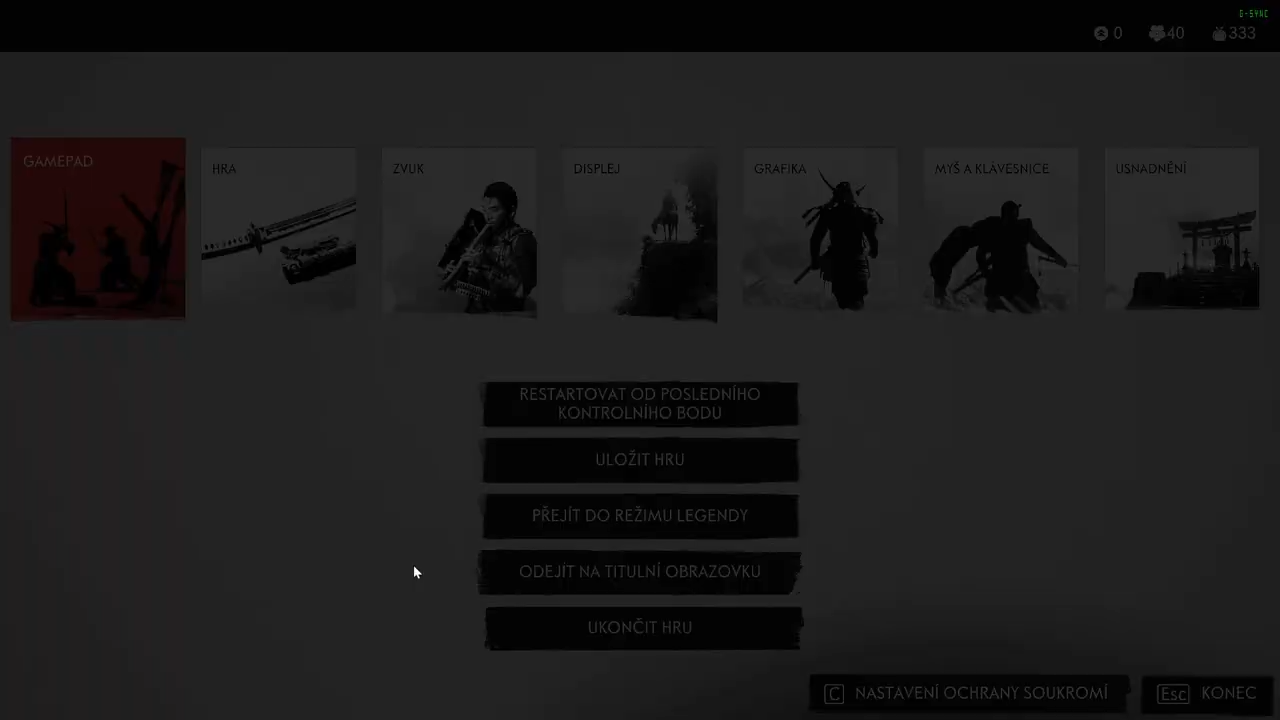 G-SYNC
0 40 333
GAMEPAD
HRA
ZVUK
DISPLEJ
GRAFIKA
MYŠ A KLÁVESNICE
USNADNĚNÍ
RESTARTOVAT OD POSLEDNÍHO
KONTROLNÍHO BODU
ULOŽIT HRU
PŘEJÍT DO REŽIMU LEGENDY
ODEJÍT NA TITULNÍ OBRAZOVKU
UKONČIT HRU
C NASTAVENÍ OCHRANY SOUKROMÍ
Esc KONEC